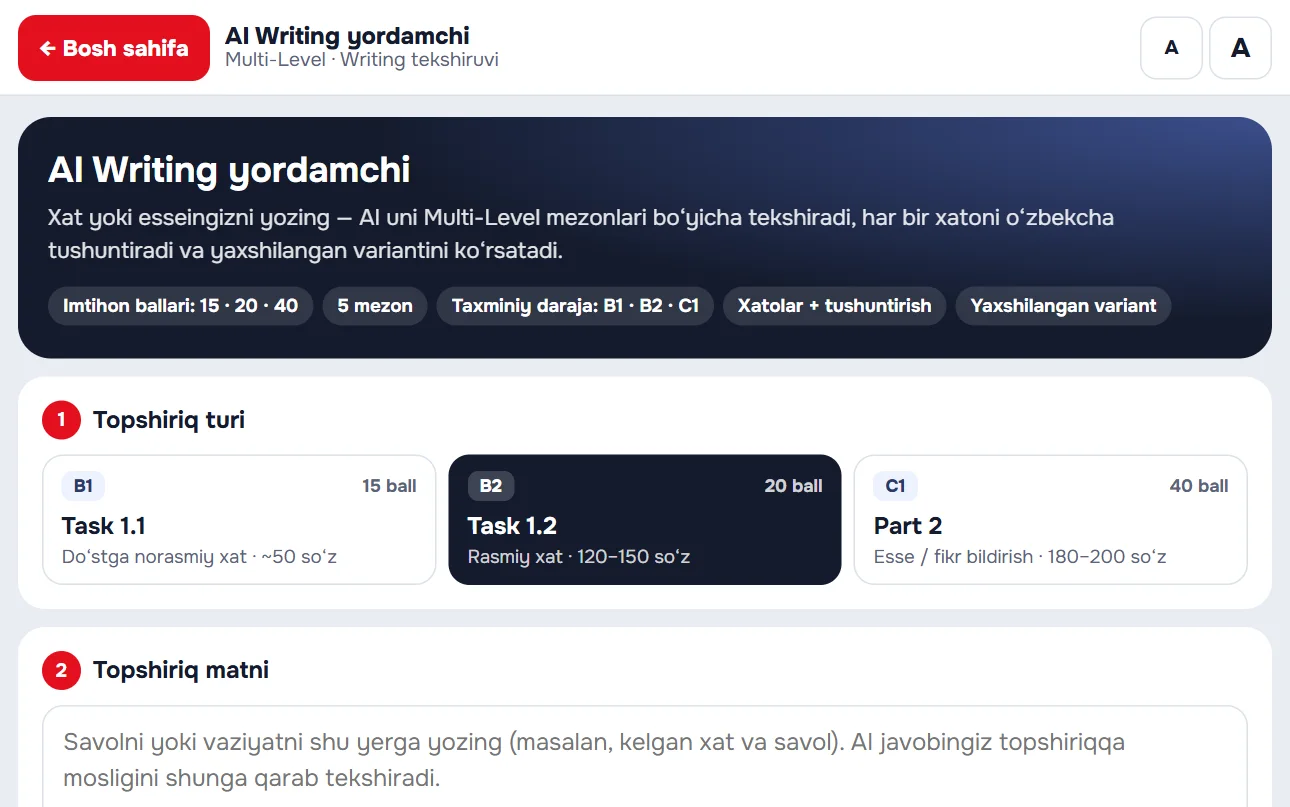 ← Bosh sahifa
AI Writing yordamchi
Multi-Level · Writing tekshiruvi
A
A
AI Writing yordamchi
Xat yoki esseingizni yozing — AI uni Multi-Level mezonlari bo‘yicha tekshiradi, har bir xatoni o‘zbekcha
tushuntiradi va yaxshilangan variantini ko‘rsatadi.
Imtihon ballari: 15 · 20 · 40
5 mezon
Taxminiy daraja: B1 · B2 · C1
Xatolar + tushuntirish
Yaxshilangan variant
1 Topshiriq turi
B1 15 ball
Task 1.1
Do‘stga norasmiy xat · ~50 so‘z
B2 20 ball
Task 1.2
Rasmiy xat · 120–150 so‘z
C1 40 ball
Part 2
Esse / fikr bildirish · 180–200 so‘z
2 Topshiriq matni
Savolni yoki vaziyatni shu yerga yozing (masalan, kelgan xat va savol). AI javobingiz topshiriqqa
mosligini shunga qarab tekshiradi.